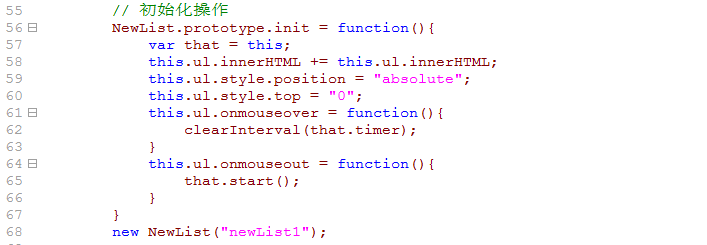 55 // 初始化操作
56 NewList.prototype.init = function(){
57 var that = this;
58 this.ul.innerHTML += this.ul.innerHTML;
59 this.ul.style.position = "absolute";
60 this.ul.style.top = "0";
61 this.ul.onmouseover = function(){
62 clearInterval(that.timer);
63 }
64 this.ul.onmouseout = function(){
65 that.start();
66 }
67 }
68 new NewList("newList1");